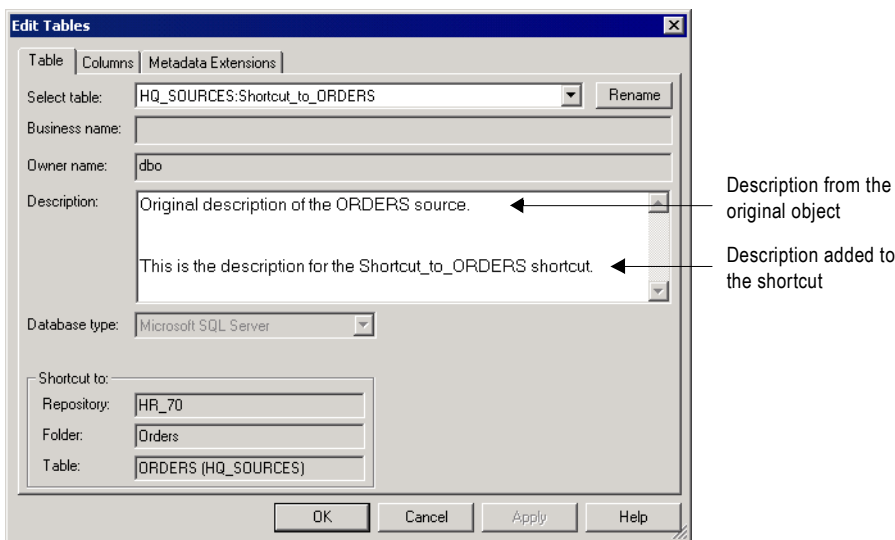 Edit Tables
Table Columns Metadata Extensions
Select table: HQ_SOURCES:Shortcut_to_ORDERS Rename
Business name:
Owner name: dbo
Description: Original description of the ORDERS source.
This is the description for the Shortcut_to_ORDERS shortcut.
Description from the
original object
Description added to
the shortcut
Database type: Microsoft SQL Server
Shortcut to:
Repository: HR_70
Folder: Orders
Table: ORDERS (HQ_SOURCES)
OK Cancel Apply Help